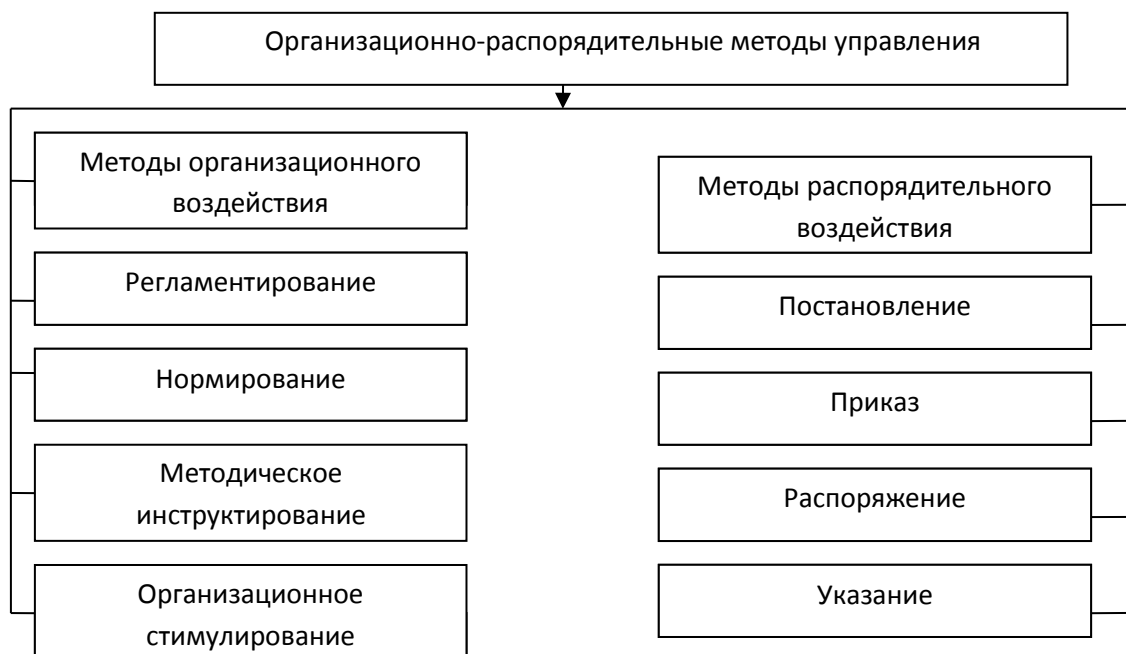 Организационно-распорядительные методы управления
Методы организационного
воздействия
Регламентирование
Нормирование
Методическое
инструктирование
Организационное
стимулирование
Методы распорядительного
воздействия
Постановление
Приказ
Распоряжение
Указание